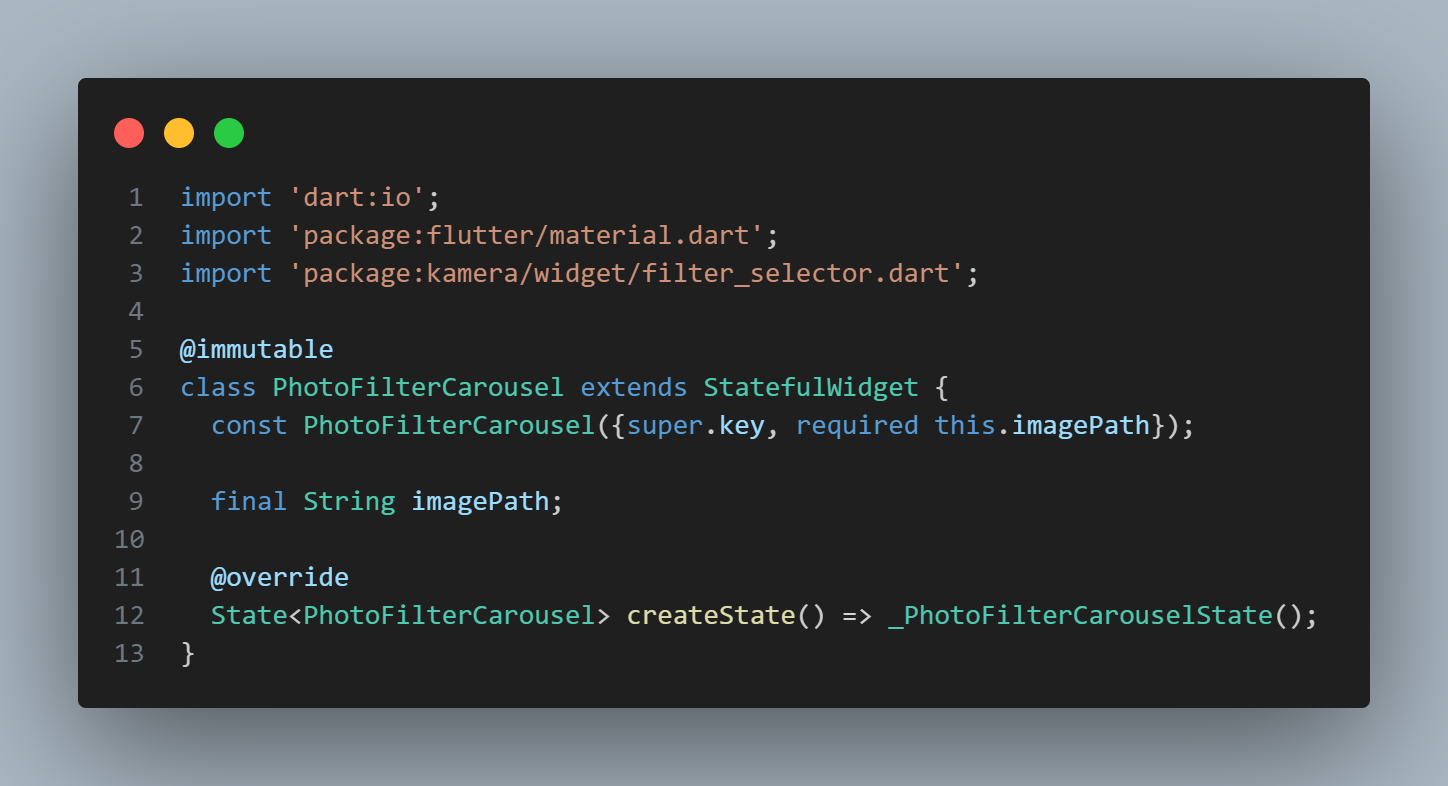 1 import 'dart:io';
2 import 'package:flutter/material.dart';
3 import 'package:kamera/widget/filter_selector.dart';
4
5 @immutable
6 class PhotoFilterCarousel extends StatefulWidget {
7   const PhotoFilterCarousel({super.key, required this.imagePath});
8
9   final String imagePath;
10
11   @override
12   State<PhotoFilterCarousel> createState() => _PhotoFilterCarouselState();
13 }